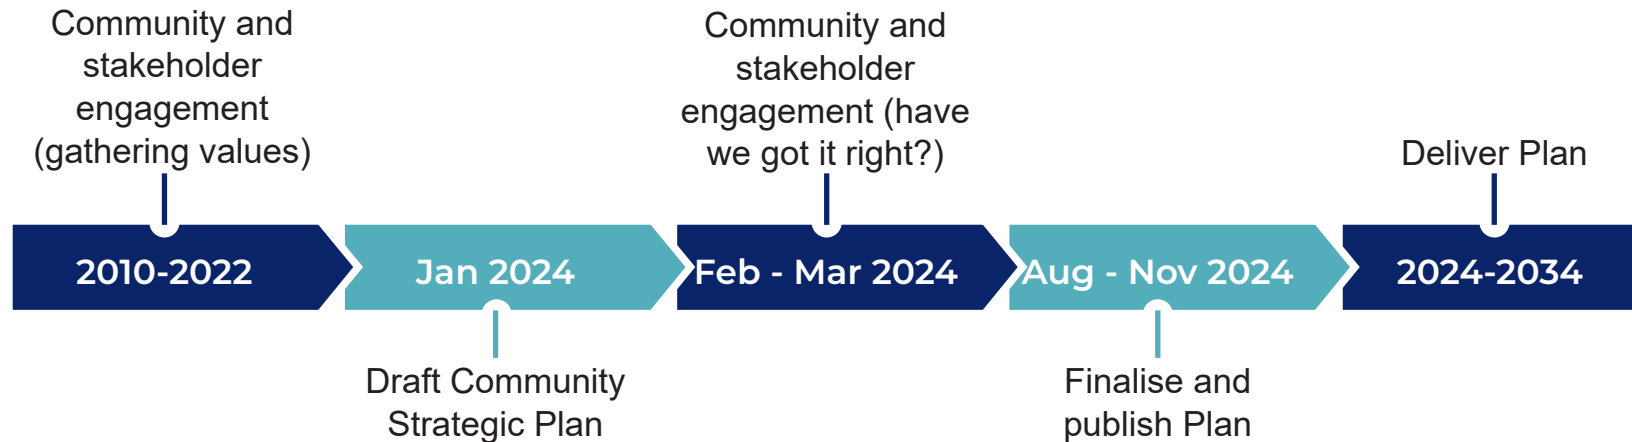 Community and
stakeholder
engagement
(gathering values)
Community and
stakeholder
engagement (have
we got it right?)
Deliver Plan
2010-2022
Jan 2024
Feb - Mar 2024
Aug - Nov 2024
2024-2034
Draft Community
Strategic Plan
Finalise and
publish Plan